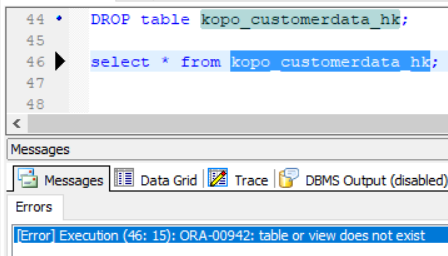 44 DROP table kopo_customerdata_hk;
45
46 select * from kopo_customerdata_hk;
47
48
Messages
Messages Data Grid Trace DBMS Output (disabled)
Errors
[Error] Execution (46: 15): ORA-00942: table or view does not exist